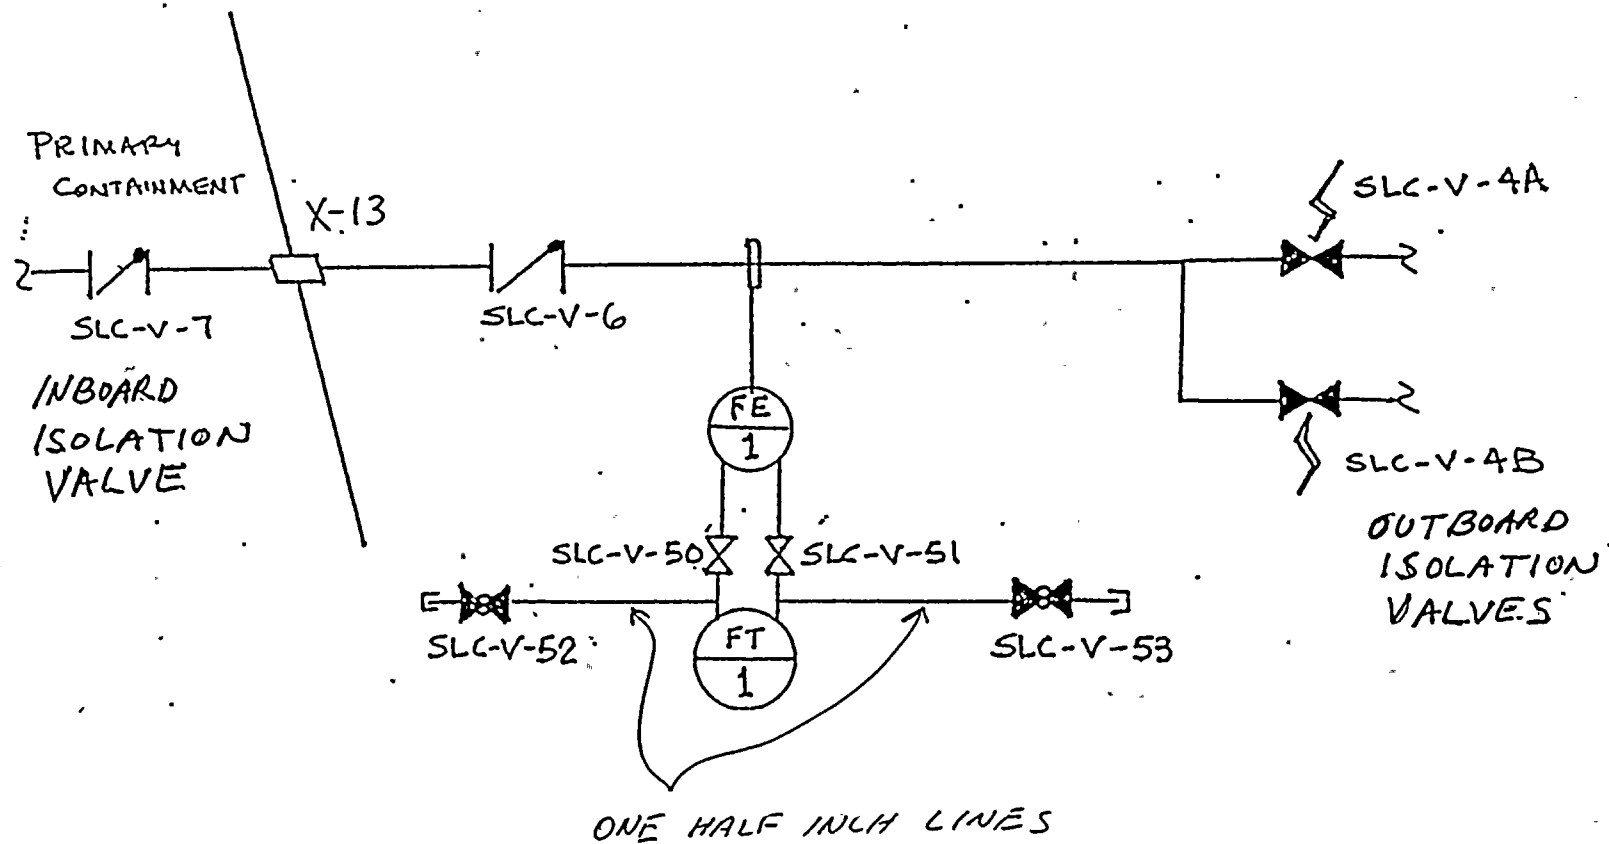 PRIMARY
CONTAINMENT
X-13
SLC-V-4A
SLC-V-7
SLC-V-6
INBOARD
ISOLATION
VALVE
FE
1
SLC-V-4B
OUTBOARD
ISOLATION
VALVES
SLC-V-50
SLC-V-51
SLC-V-52
FT
1
SLC-V-53
ONE HALF INCH LINES